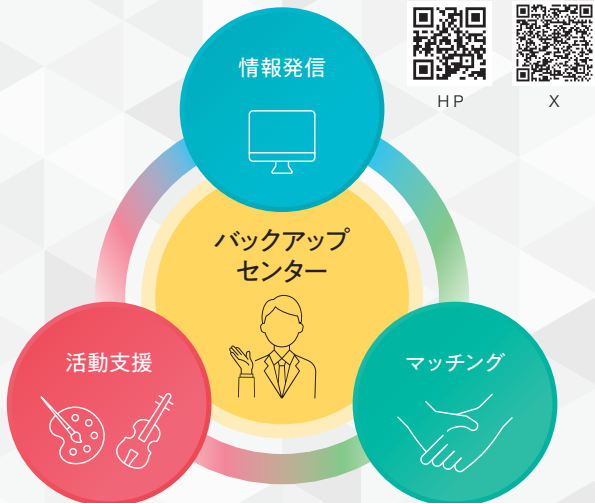 情報発信
HP
X
バックアップ
センター
活動支援
マッチング